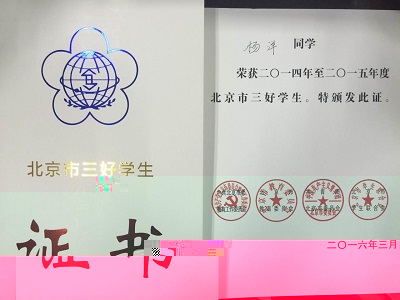 北京市三好学生
证书
杨洋 同学
荣获二〇一四年至二〇一五年度
北京市三好学生。特颁发此证。
二〇一六年三月